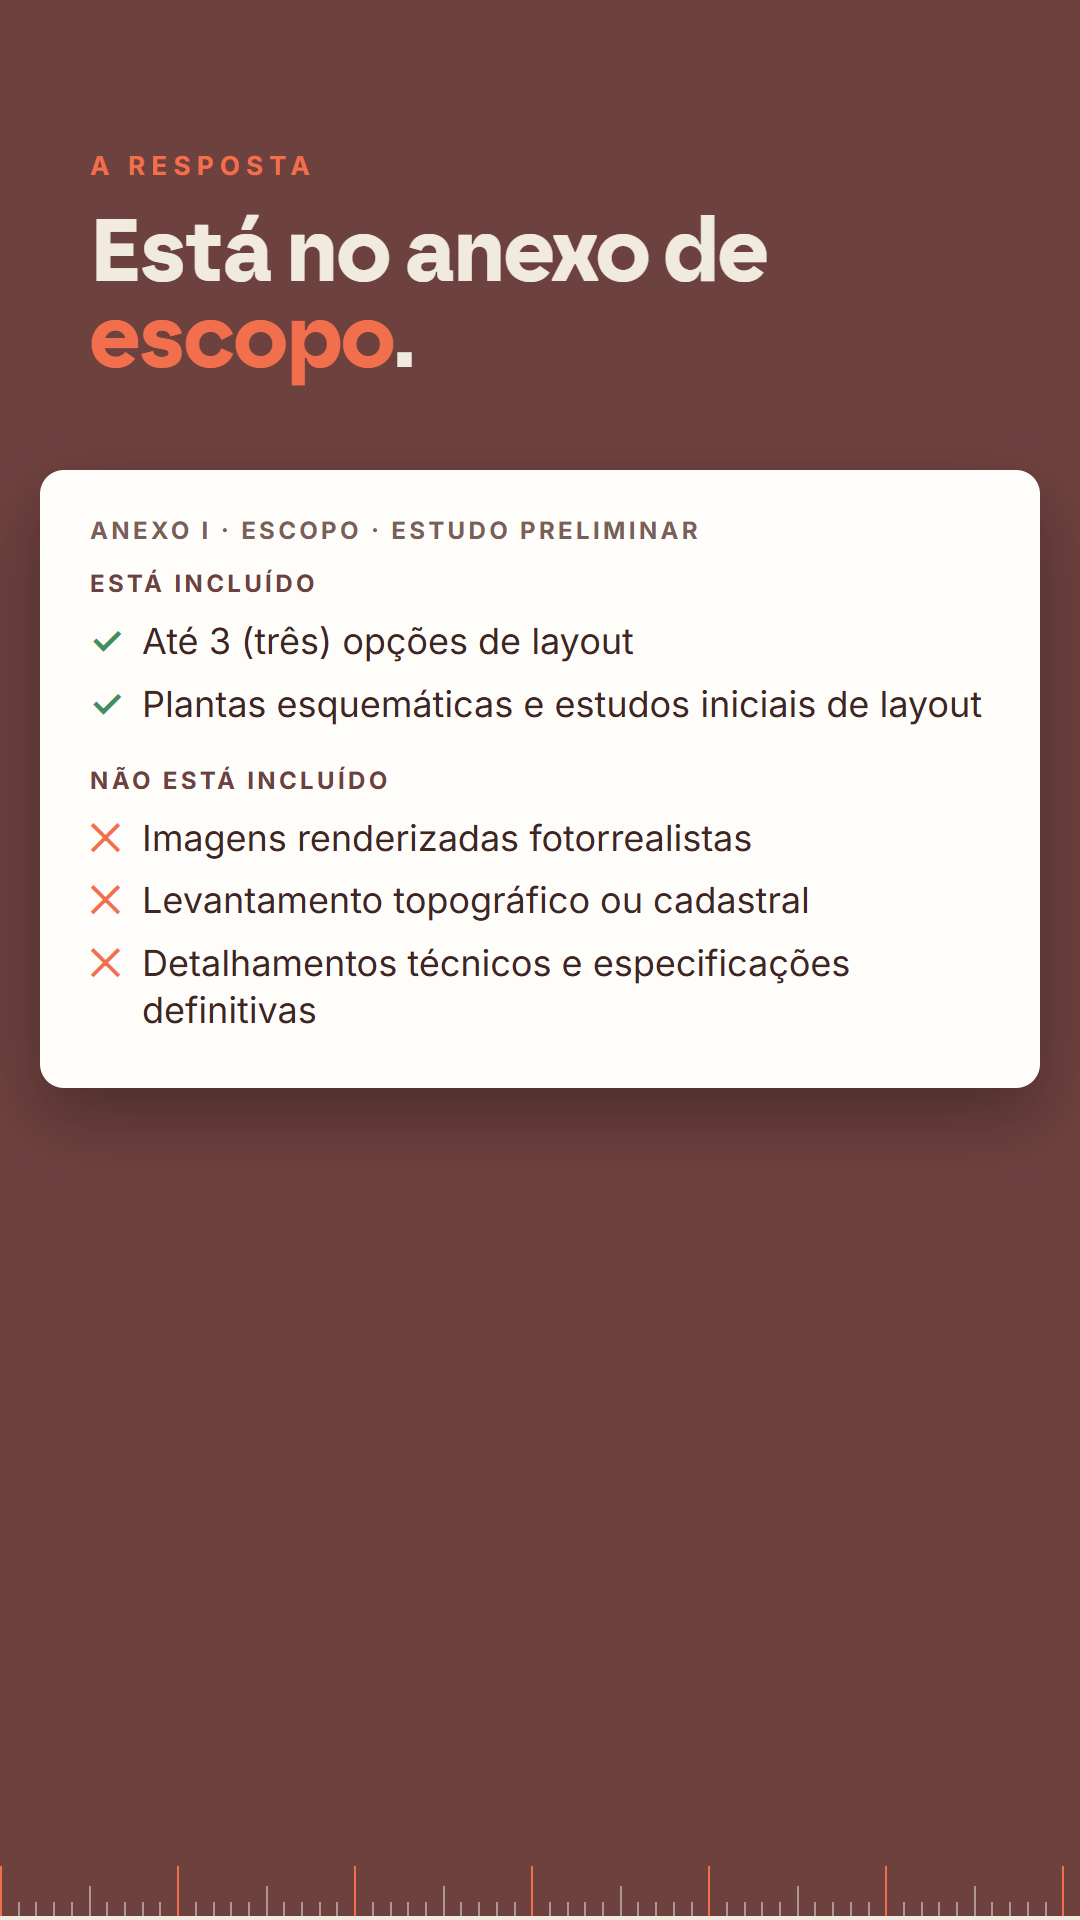 A RESPOSTA
Está no anexo de
escopo.
ANEXO I · ESCOPO · ESTUDO PRELIMINAR
ESTÁ INCLUÍDO
Até 3 (três) opções de layout
Plantas esquemáticas e estudos iniciais de layout
NÃO ESTÁ INCLUÍDO
Imagens renderizadas fotorrealistas
Levantamento topográfico ou cadastral
Detalhamentos técnicos e especificações
definitivas